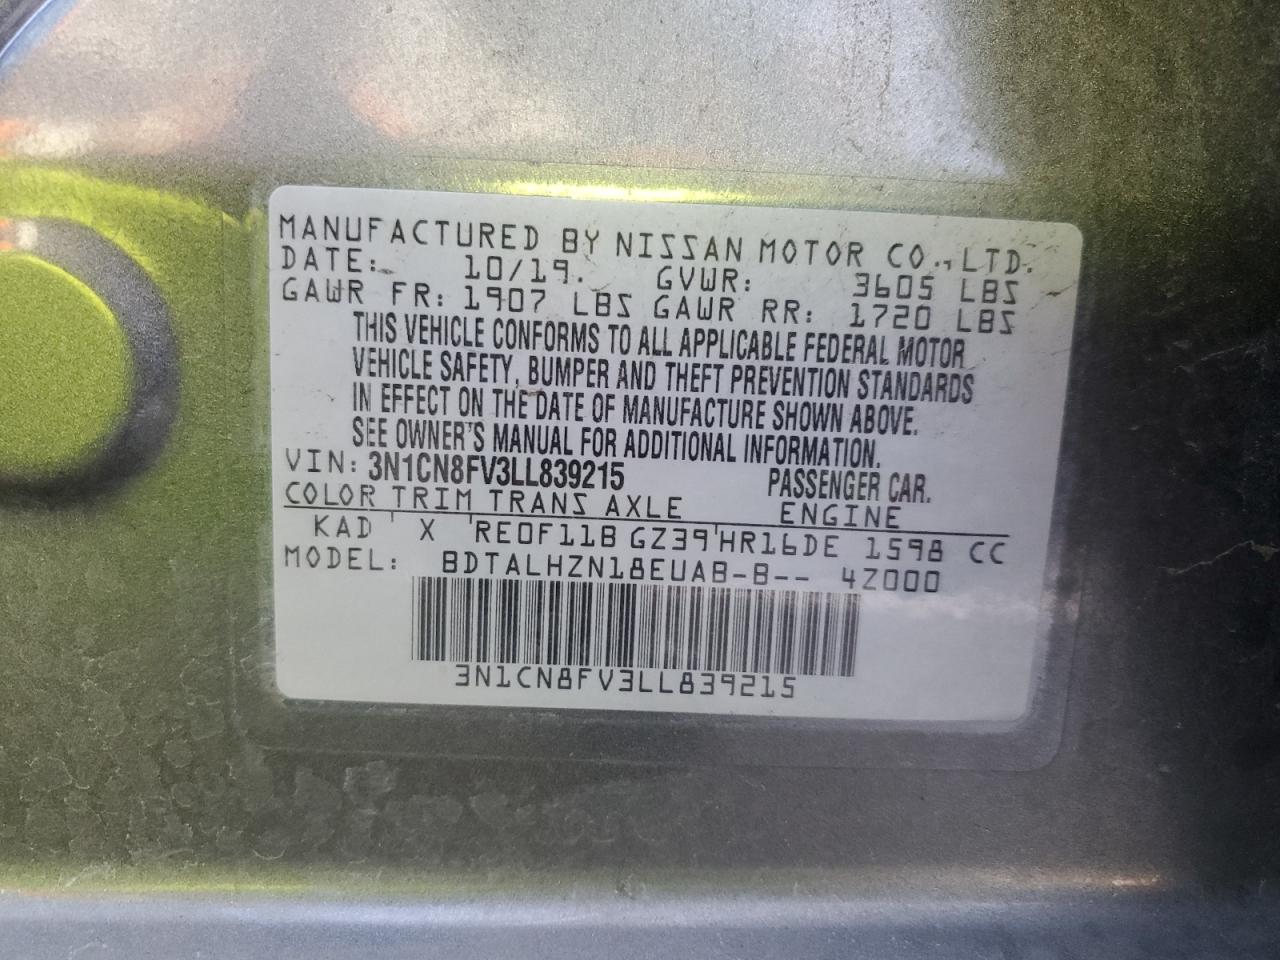 MANUFACTURED BY NISSAN MOTOR CO., LTD.
DATE: 10/19. GVWR: 3605 LBS
GAWR FR: 1907 LBS GAWR RR: 1720 LBS
THIS VEHICLE CONFORMS TO ALL APPLICABLE FEDERAL MOTOR
VEHICLE SAFETY, BUMPER AND THEFT PREVENTION STANDARDS
IN EFFECT ON THE DATE OF MANUFACTURE SHOWN ABOVE.
SEE OWNER'S MANUAL FOR ADDITIONAL INFORMATION.
VIN: 3N1CN8FV3LL839215 PASSENGER CAR.
COLOR TRIM TRANS AXLE ENGINE
KAD X RE0F11B GZ39 HR16DE 1598 CC
MODEL: BDTALHZN18EUAB-B-- 4Z000
3N1CN8FV3LL839215